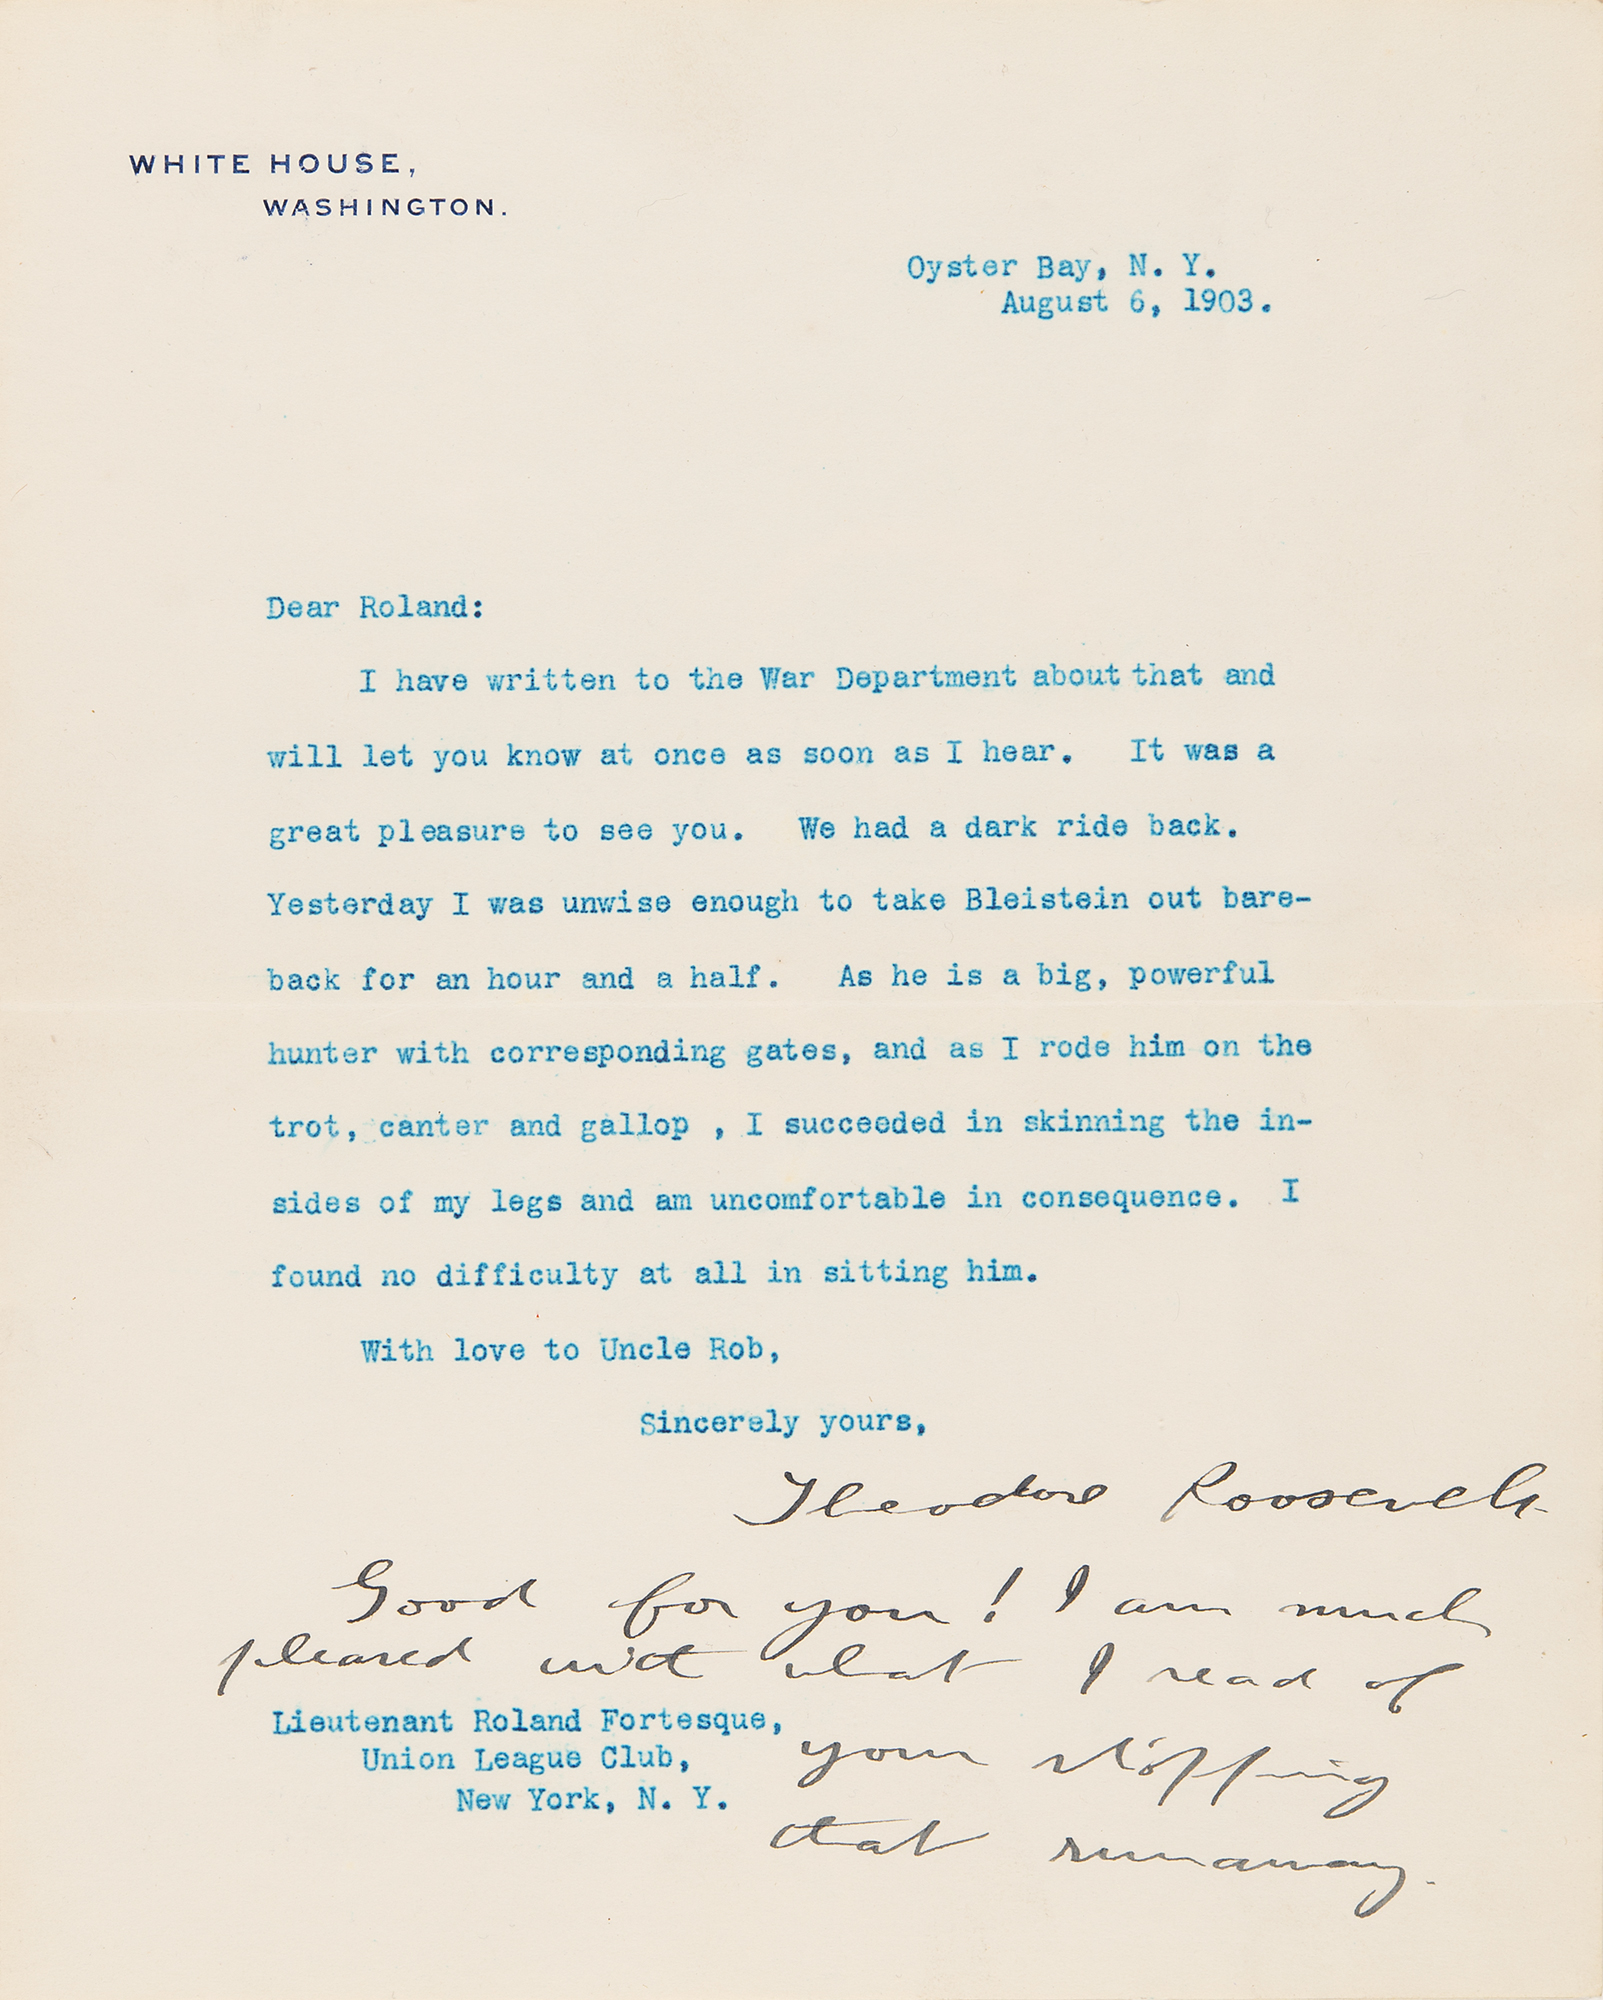 WHITE HOUSE,
WASHINGTON.
Oyster Bay, N. Y.
August 6, 1903.
Dear Roland:
I have written to the War Department about that and
will let you know at once as soon as I hear. It was a
great pleasure to see you. We had a dark ride back.
Yesterday I was unwise enough to take Bleistein out bare-
back for an hour and a half. As he is a big, powerful
hunter with corresponding gates, and as I rode him on the
trot, canter and gallop , I succeeded in skinning the in-
sides of my legs and am uncomfortable in consequence. I
found no difficulty at all in sitting him.
With love to Uncle Rob,
Sincerely yours,
Theodore Roosevelt
Good for you! I am much
pleased with what I read of
your stopping
that runaway.
Lieutenant Roland Fortesque,
Union League Club,
New York, N. Y.